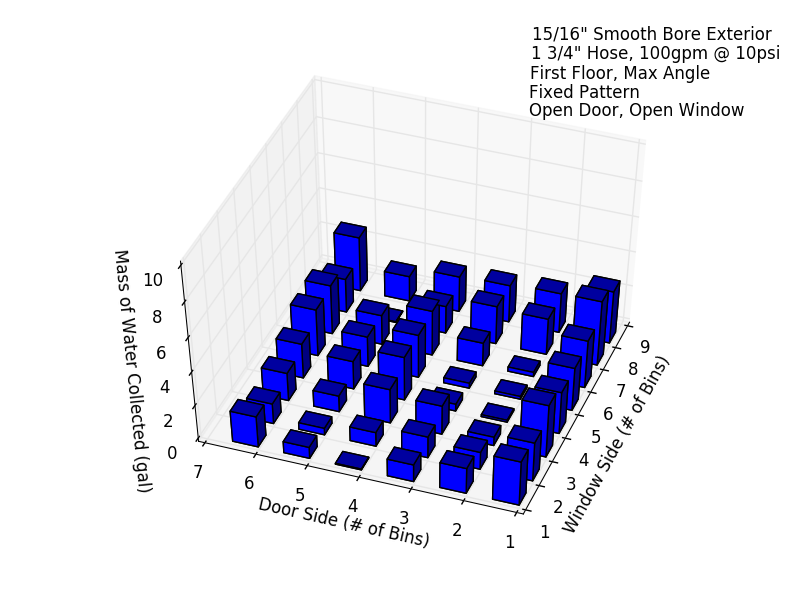 15/16" Smooth Bore Exterior
1 3/4" Hose, 100gpm @ 10psi
First Floor, Max Angle
Fixed Pattern
Open Door, Open Window
Mass of Water Collected (gal)
10
8
6
4
2
0
7
6
5
4
3
2
1
Door Side (# of Bins)
9
8
7
6
5
4
3
2
1
Window Side (# of Bins)